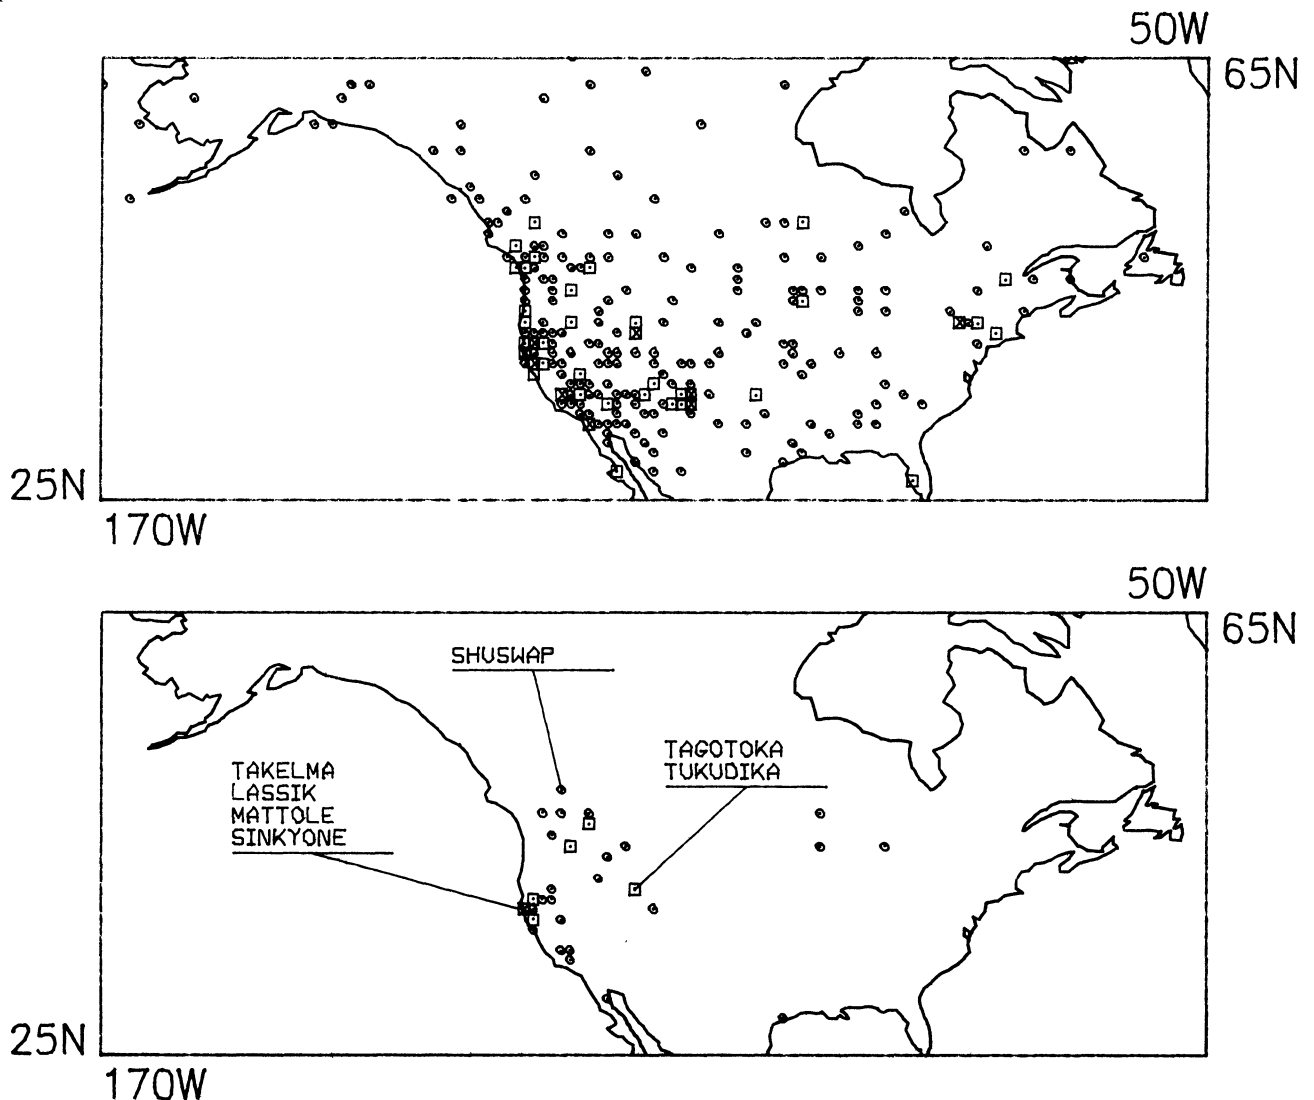 50W
65N
25N
170W
50W
65N
SHUSWAP
TAGOTOKA
TUKUDIKA
TAKELMA
LASSIK
MATTOLE
SINKYONE
25N
170W